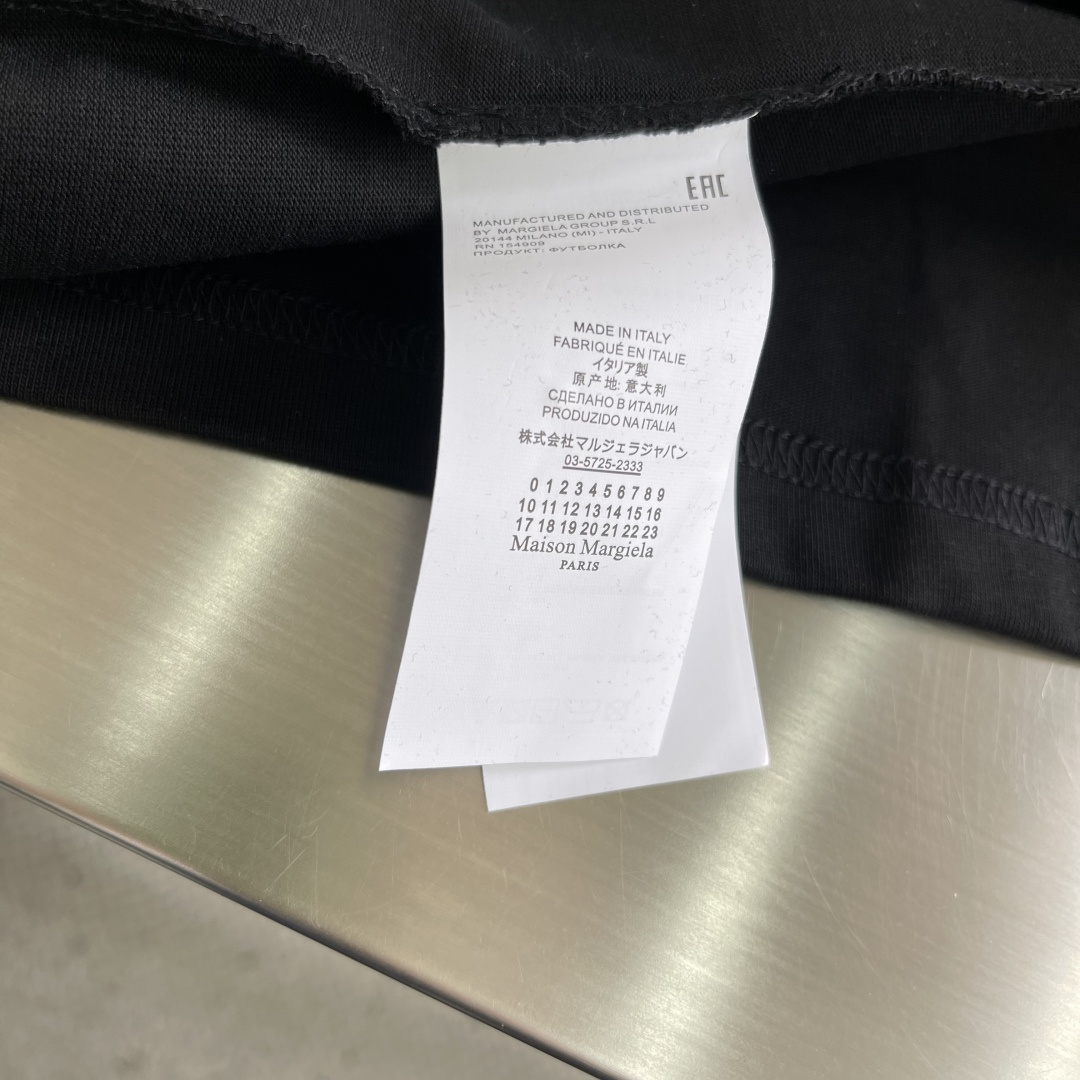 EAC
MANUFACTURED AND DISTRIBUTED
BY MARGIELA GROUP S.R.L
20144 MILANO (MI) - ITALY
RN 154909
ПРОДУКТ: ФУТБОЛКА
MADE IN ITALY
FABRIQUÉ EN ITALIE
イタリア製
原产地: 意大利
СДЕЛАНО В ИТАЛИИ
PRODUZIDO NA ITALIA
株式会社マルジェラジャパン
03-5725-2333
0 1 2 3 4 5 6 7 8 9
10 11 12 13 14 15 16
17 18 19 20 21 22 23
Maison Margiela
PARIS